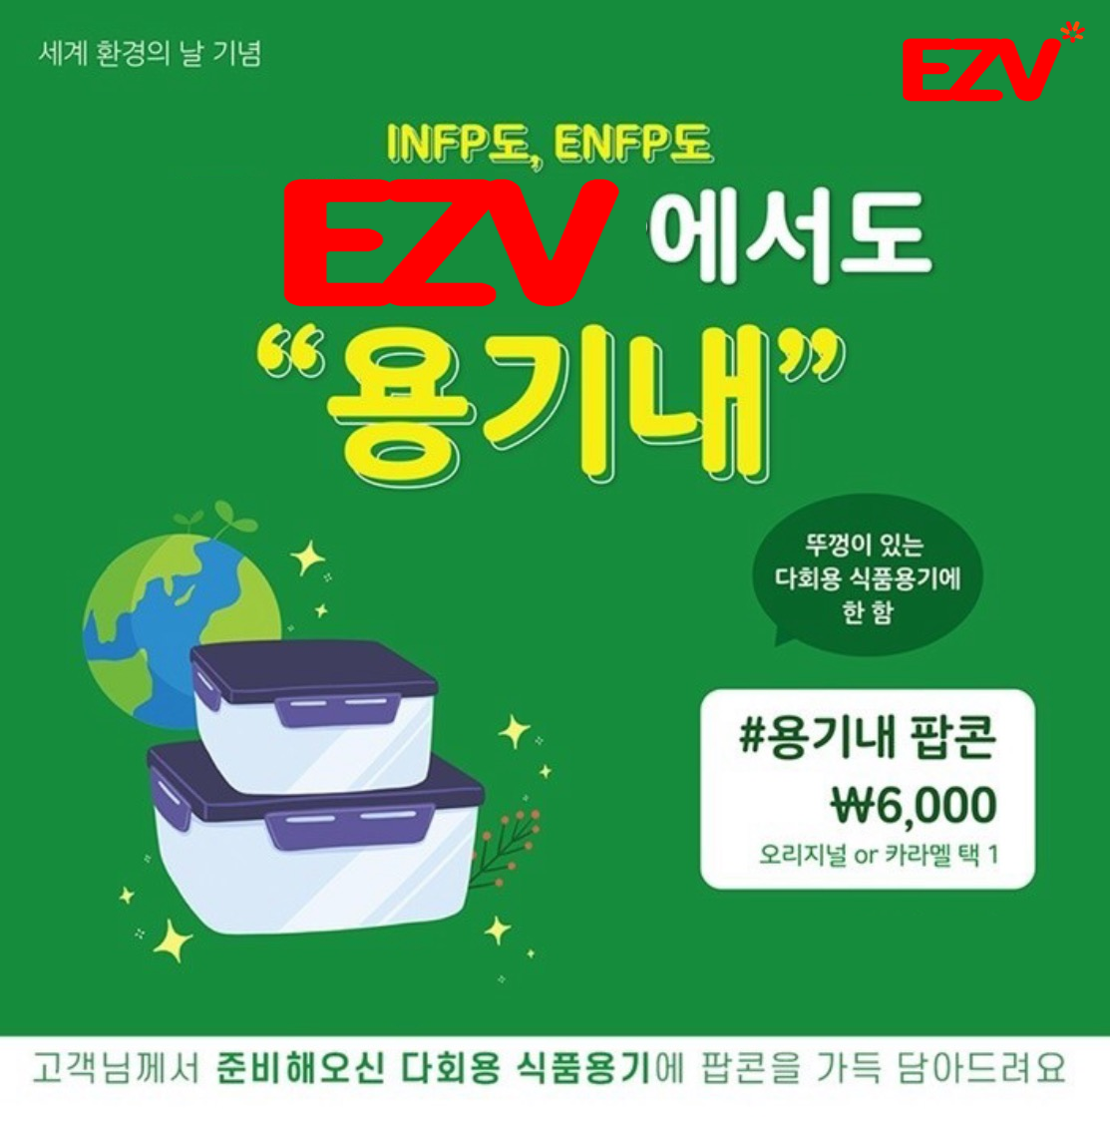 세계 환경의 날 기념
EZV
INFP도, ENFP도
EZV 에서도
“용기내”
뚜껑이 있는
다회용 식품용기에
한 함
#용기내 팝콘
₩6,000
오리지널 or 카라멜 택 1
고객님께서 준비해오신 다회용 식품용기에 팝콘을 가득 담아드려요